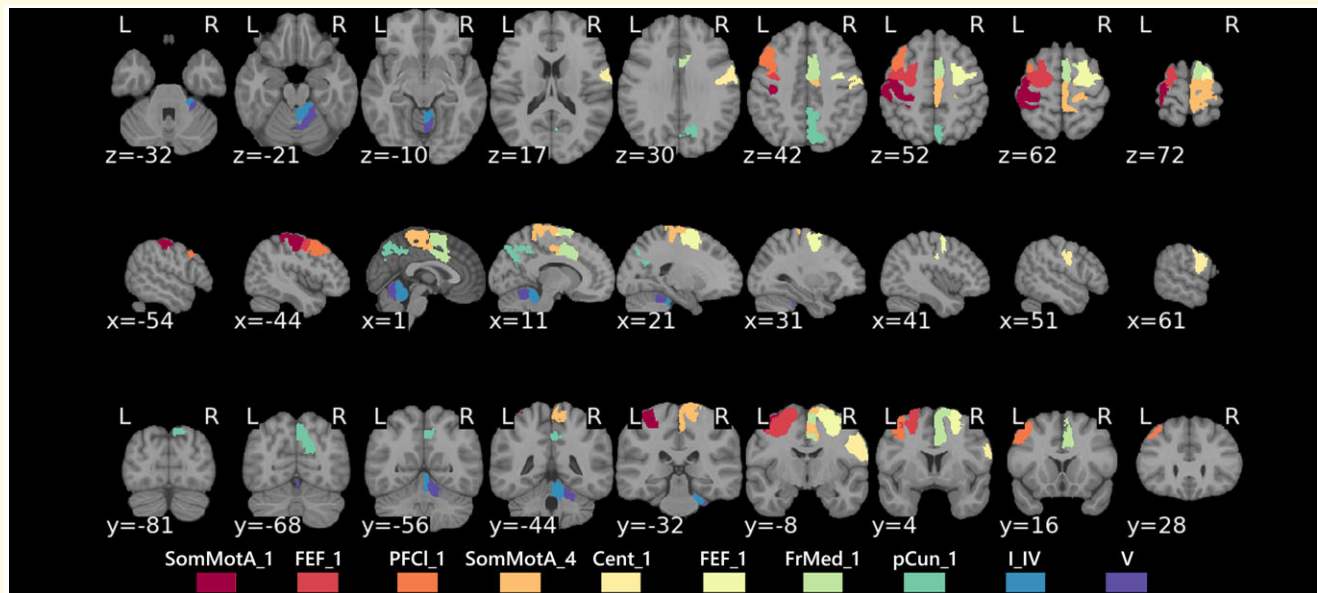 L R L R L R L R L R L R L R L R L R
z=-32 z=-21 z=-10 z=17 z=30 z=42 z=52 z=62 z=72
x=-54 x=-44 x=1 x=11 x=21 x=31 x=41 x=51 x=61
L R L R L R L R L R L R L R L R L R
y=-81 y=-68 y=-56 y=-44 y=-32 y=-8 y=4 y=16 y=28
SomMotA_1 FEF_1 PFCl_1 SomMotA_4 Cent_1 FEF_1 FrMed_1 pCun_1 I_IV V